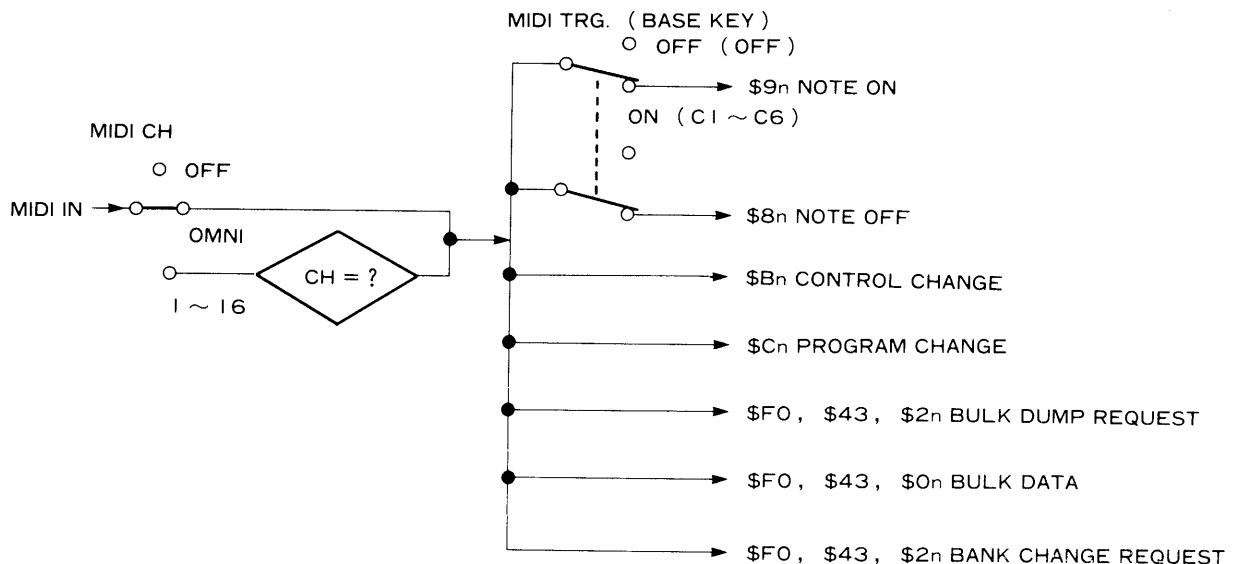 MIDI TRG. (BASE KEY)
OFF (OFF)
$9n NOTE ON
ON (C1 ~ C6)
MIDI CH
OFF
MIDI IN
$8n NOTE OFF
OMNI
CH = ?
$Bn CONTROL CHANGE
1 ~ 16
$Cn PROGRAM CHANGE
$F0, $43, $2n BULK DUMP REQUEST
$F0, $43, $0n BULK DATA
$F0, $43, $2n BANK CHANGE REQUEST